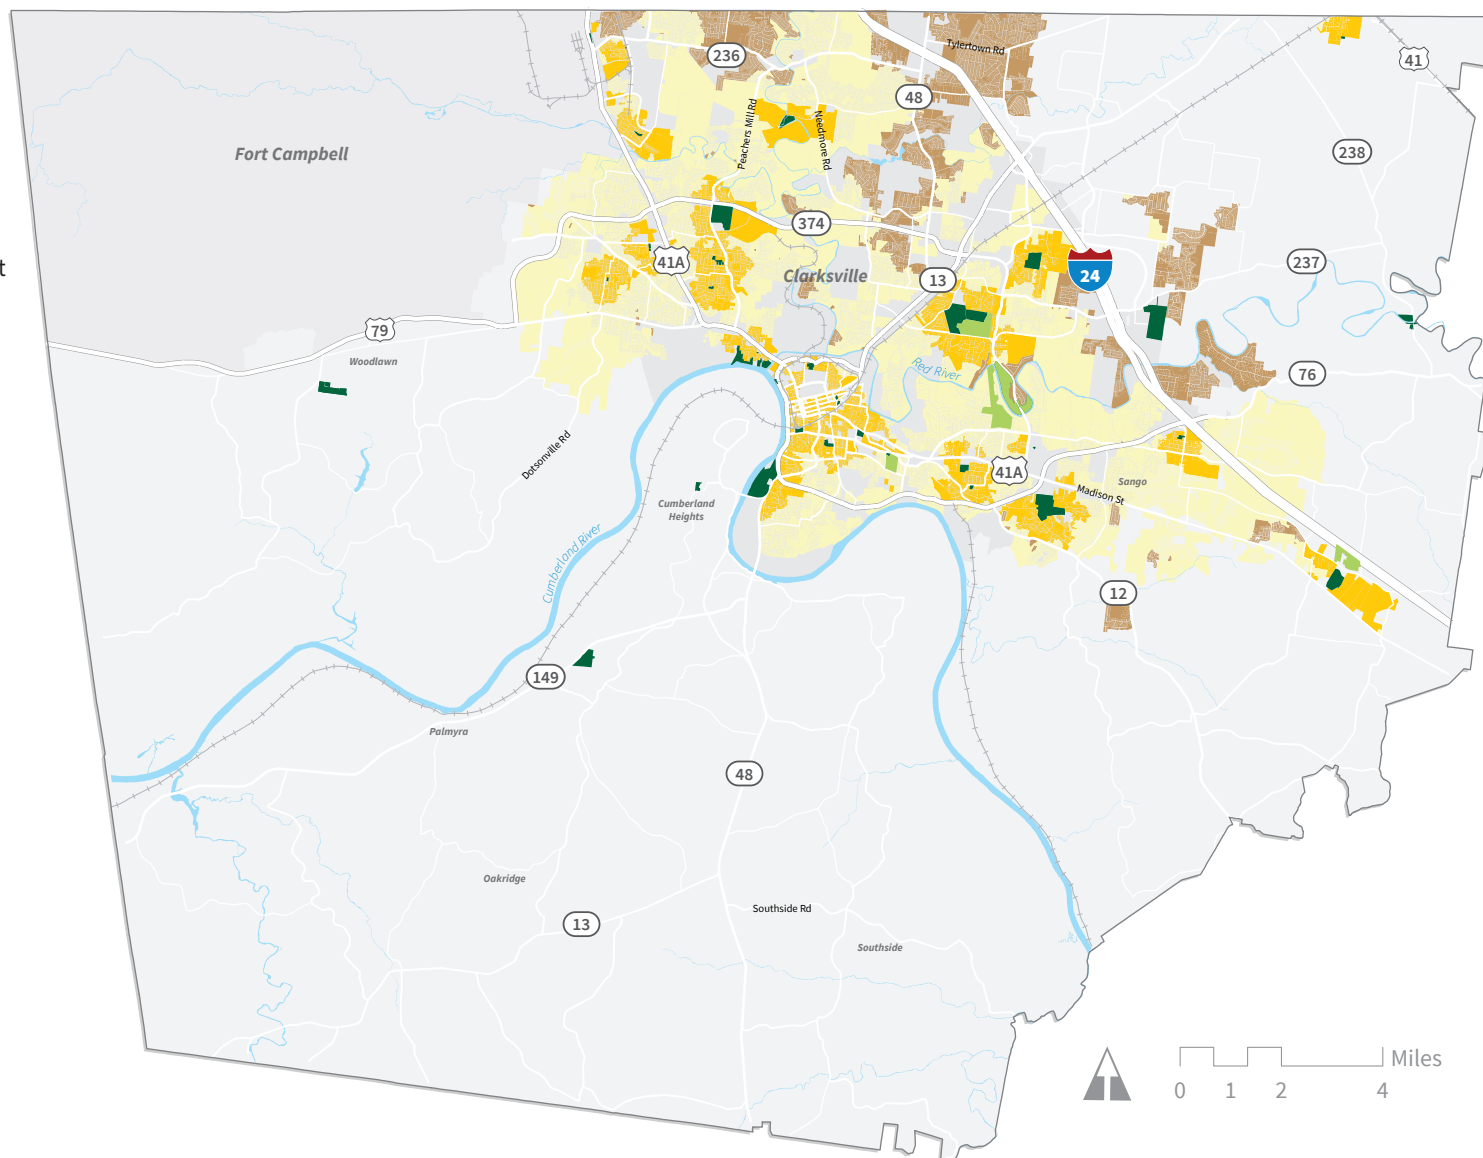 Tylertown Rd
236
41
48
Peachers Mill Rd
Needmore Rd
238
Fort Campbell
374
41A
237
t
Clarksville
13
24
79
Woodlawn
Red River
76
Dotsonville Rd
41A
Sango
Madison St
Cumberland
Heights
Cumberland River
12
149
Palmyra
48
Oakridge
Southside Rd
13
Southside
Miles
0 1 2 4